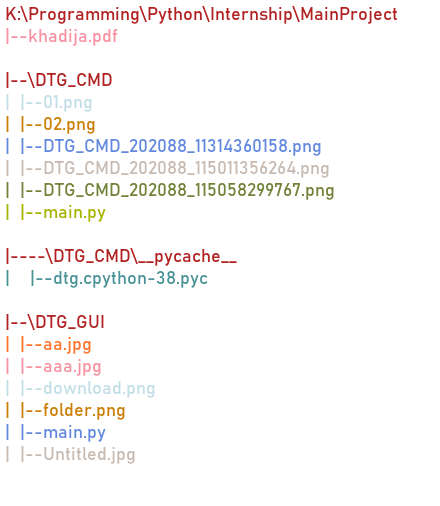 K:\Programming\Python\Internship\MainProject
|--khadija.pdf
|--\DTG_CMD
|  |--01.png
|  |--02.png
|  |--DTG_CMD_202088_11314360158.png
|  |--DTG_CMD_202088_115011356264.png
|  |--DTG_CMD_202088_115058299767.png
|  |--main.py
|----\DTG_CMD\__pycache__
|    |--dtg.cpython-38.pyc
|--\DTG_GUI
|  |--aa.jpg
|  |--aaa.jpg
|  |--download.png
|  |--folder.png
|  |--main.py
|  |--Untitled.jpg